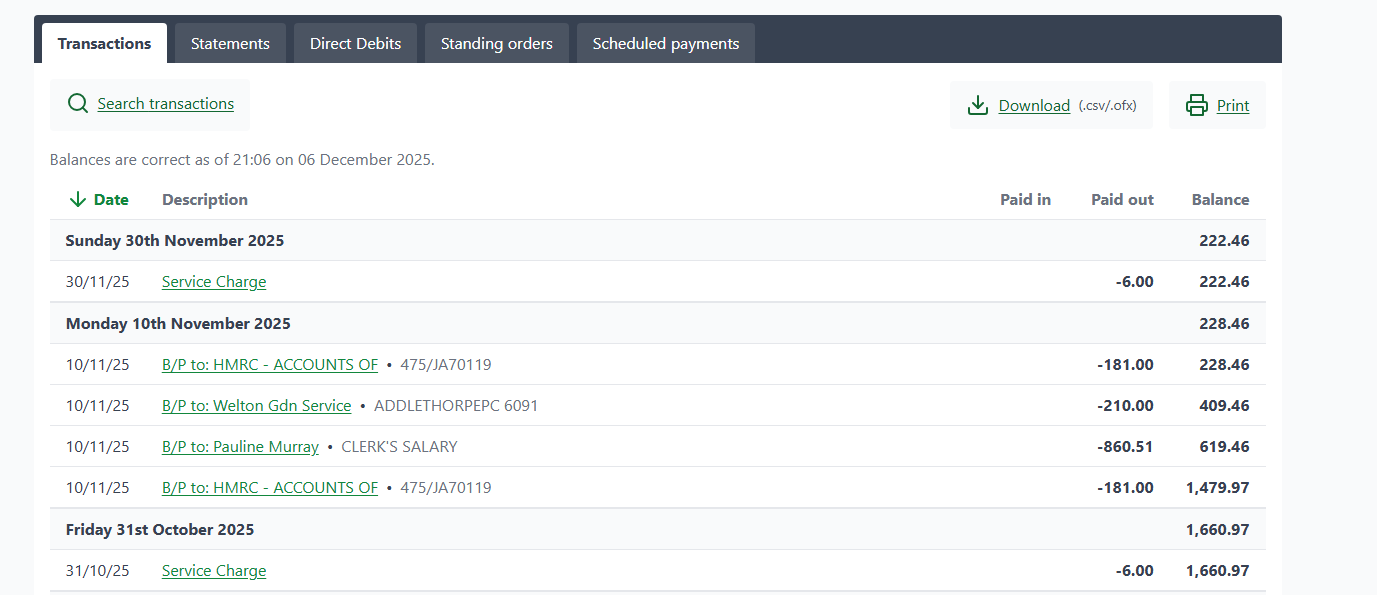 Transactions Statements Direct Debits Standing orders Scheduled payments
Search transactions Download (.csv/.ofx) Print
Balances are correct as of 21:06 on 06 December 2025.
Date Description Paid in Paid out Balance
Sunday 30th November 2025 222.46
30/11/25 Service Charge -6.00 222.46
Monday 10th November 2025 228.46
10/11/25 B/P to: HMRC - ACCOUNTS OF • 475/JA70119 -181.00 228.46
10/11/25 B/P to: Welton Gdn Service • ADDLETHORPEPC 6091 -210.00 409.46
10/11/25 B/P to: Pauline Murray • CLERK'S SALARY -860.51 619.46
10/11/25 B/P to: HMRC - ACCOUNTS OF • 475/JA70119 -181.00 1,479.97
Friday 31st October 2025 1,660.97
31/10/25 Service Charge -6.00 1,660.97